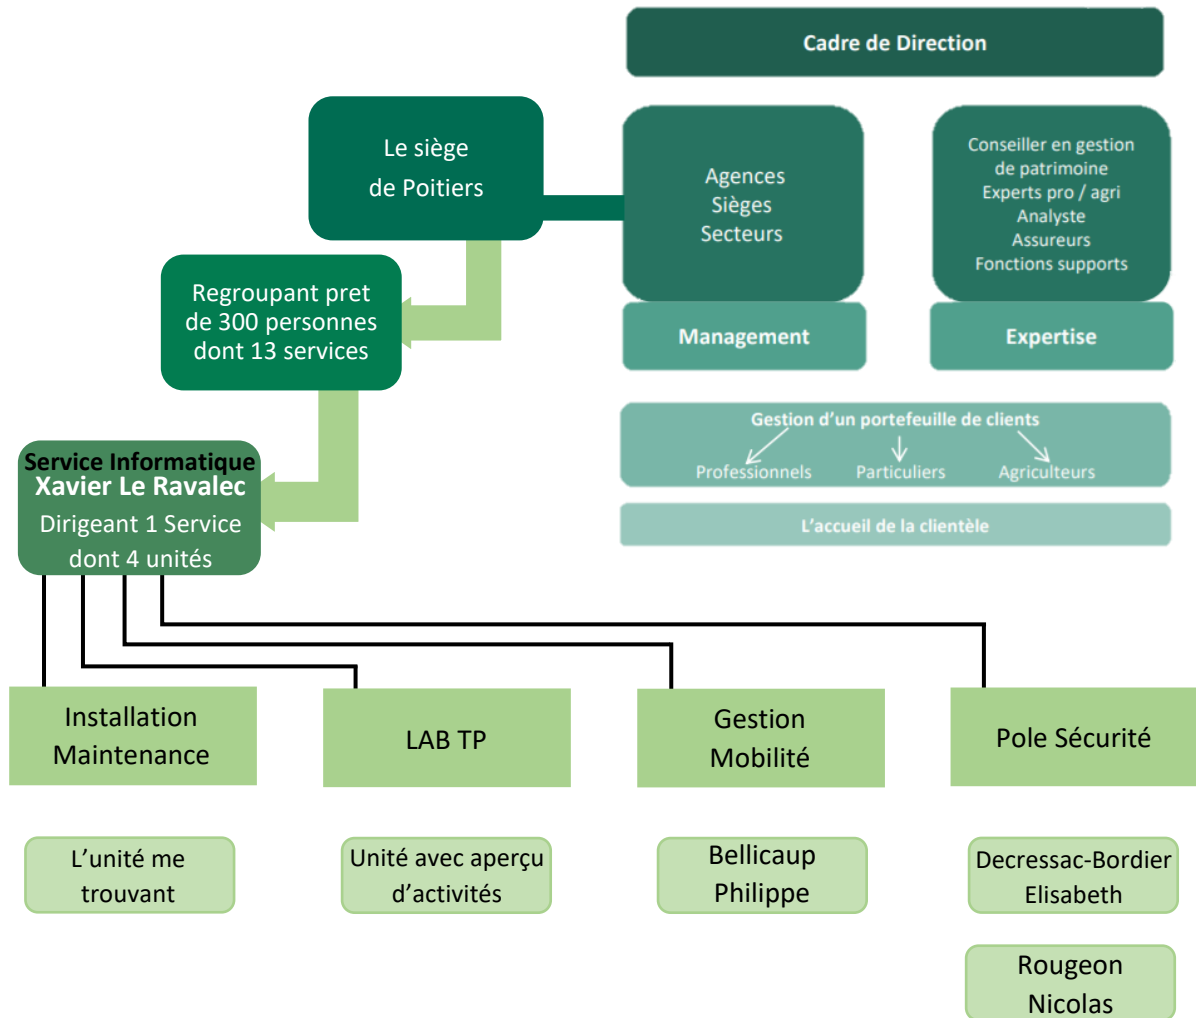 Cadre de Direction
Le siège
de Poitiers
Agences
Sièges
Secteurs
Conseiller en gestion
de patrimoine
Experts pro / agri
Analyste
Assureurs
Fonctions supports
Regroupant pret
de 300 personnes
dont 13 services
Management
Expertise
Gestion d'un portefeuille de clients
Professionnels
Particuliers
Agriculteurs
Service Informatique
Xavier Le Ravalec
Dirigeant 1 Service
dont 4 unités
L'accueil de la clientèle
Installation
Maintenance
LAB TP
Gestion
Mobilité
Pole Sécurité
L'unité me
trouvant
Unité avec aperçu
d'activités
Bellicaup
Philippe
Decressac-Bordier
Elisabeth
Rougeon
Nicolas